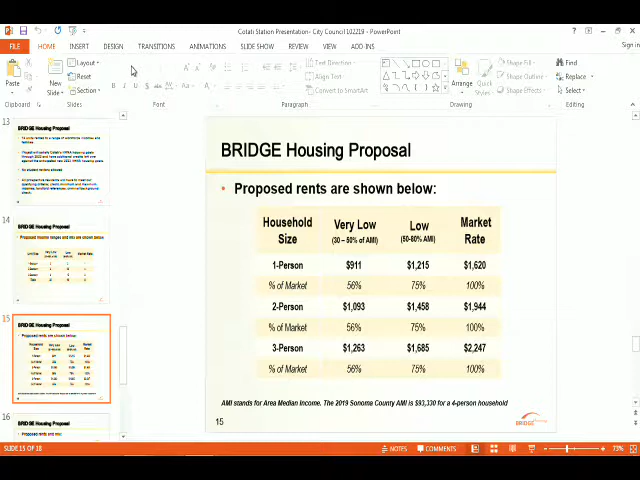 Cotati Station Presentation- City Council 102219 - PowerPoint
Sign in
FILE HOME INSERT DESIGN TRANSITIONS ANIMATIONS SLIDE SHOW REVIEW VIEW ADD-INS
Paste
Layout
Reset
Section
Text Direction
Align Text
Convert to SmartArt
Arrange
Quick Styles
Shape Fill
Shape Outline
Shape Effects
Find
Replace
Select
Clipboard Slides Font Paragraph Drawing Editing
13
BRIDGE Housing Proposal
14
BRIDGE Housing Proposal
15
BRIDGE Housing Proposal
Proposed rents are shown below:
16
BRIDGE Housing Proposal
BRIDGE Housing Proposal
• Proposed rents are shown below:
Household Size Very Low (30 – 50% of AMI) Low (50-80% AMI) Market Rate
1-Person $911 $1,215 $1,620
% of Market 56% 75% 100%
2-Person $1,093 $1,458 $1,944
% of Market 56% 75% 100%
3-Person $1,263 $1,685 $2,247
% of Market 56% 75% 100%
AMI stands for Area Median Income. The 2019 Sonoma County AMI is $93,330 for a 4-person household
15
BRIDGE
SLIDE 15 OF 18
NOTES COMMENTS
73%